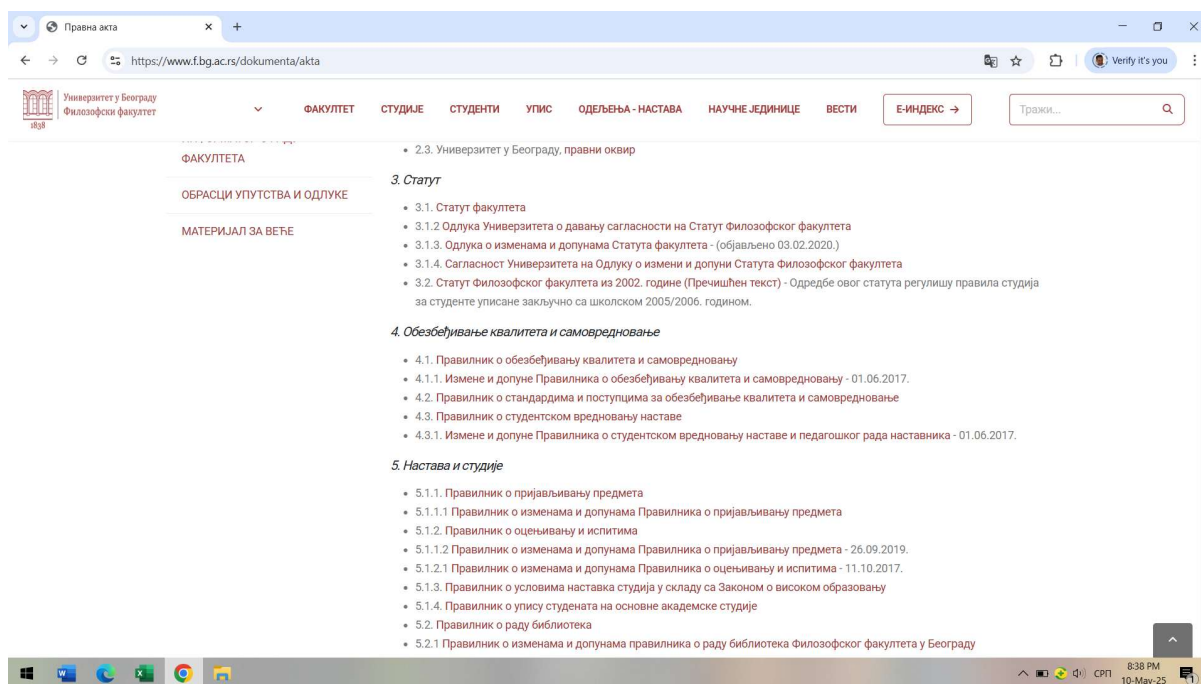 Правна акта
https://www.f.bg.ac.rs/dokumenta/akta
Verify it's you
Универзитет у Београду
Филозофски факултет
1838
ФАКУЛТЕТ СТУДИЈЕ СТУДЕНТИ УПИС ОДЕЉЕЊА - НАСТАВА НАУЧНЕ ЈЕДИНИЦЕ ВЕСТИ Е-ИНДЕКС → Тражи...
ФАКУЛТЕТА
ОБРАСЦИ УПУТСТВА И ОДЛУКЕ
МАТЕРИЈАЛ ЗА ВЕЋЕ
2.3. Универзитет у Београду, правни оквир
3. Статут
3.1. Статут факултета
3.1.2 Одлука Универзитета о давању сагласности на Статут Филозофског факултета
3.1.3. Одлука о изменама и допунама Статута факултета - (објављено 03.02.2020.)
3.1.4. Сагласност Универзитета на Одлуку о измени и допуни Статута Филозофског факултета
3.2. Статут Филозофског факултета из 2002. године (Пречишћен текст) - Одредбе овог статута регулишу правила студија
за студенте уписане закључно са школском 2005/2006. годином.
4. Обезбеђивање квалитета и самовредновање
4.1. Правилник о обезбеђивању квалитета и самовредновању
4.1.1. Измене и допуне Правилника о обезбеђивању квалитета и самовредновању - 01.06.2017.
4.2. Правилник о стандардима и поступцима за обезбеђивање квалитета и самовредновање
4.3. Правилник о студентском вредновању наставе
4.3.1. Измене и допуне Правилника о студентском вредновању наставе и педагошког рада наставника - 01.06.2017.
5. Настава и студије
5.1.1. Правилник о пријављивању предмета
5.1.1.1 Правилник о изменама и допунама Правилника о пријављивању предмета
5.1.2. Правилник о оцењивању и испитима
5.1.1.2 Правилник о изменама и допунама Правилника о пријављивању предмета - 26.09.2019.
5.1.2.1 Правилник о изменама и допунама Правилника о оцењивању и испитима - 11.10.2017.
5.1.3. Правилник о условима наставка студија у складу са Законом о високом образовању
5.1.4. Правилник о упису студената на основне академске студије
5.2. Правилник о раду библиотека
5.2.1 Правилник о изменама и допунама правилника о раду библиотека Филозофског факултета у Београду
СРП
8:38 PM
10-May-25